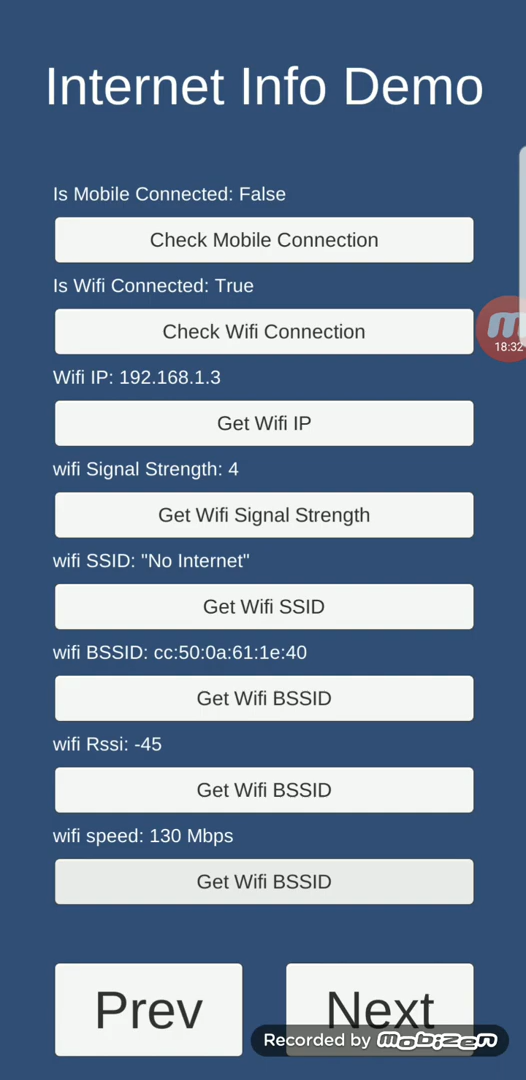 Internet Info Demo
Is Mobile Connected: False
Check Mobile Connection
Is Wifi Connected: True
Check Wifi Connection
18:32
Wifi IP: 192.168.1.3
Get Wifi IP
wifi Signal Strength: 4
Get Wifi Signal Strength
wifi SSID: "No Internet"
Get Wifi SSID
wifi BSSID: cc:50:0a:61:1e:40
Get Wifi BSSID
wifi Rssi: -45
Get Wifi BSSID
wifi speed: 130 Mbps
Get Wifi BSSID
Prev Next
Recorded by mobizen